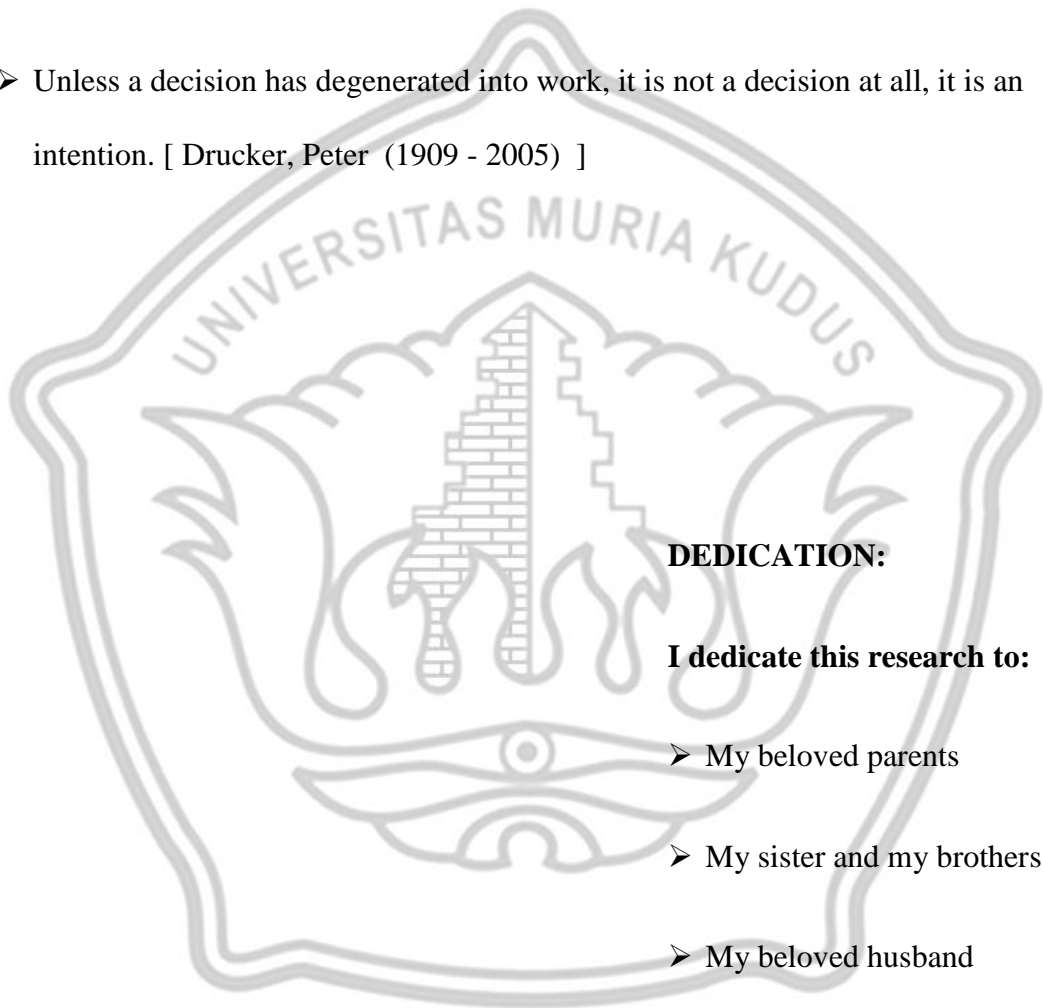 ➢ Unless a decision has degenerated into work, it is not a decision at all, it is an
intention. [ Drucker, Peter (1909 - 2005) ]
UNIVERSITAS MURIA KUDUS
DEDICATION:
I dedicate this research to:
➢ My beloved parents
➢ My sister and my brothers
➢ My beloved husband